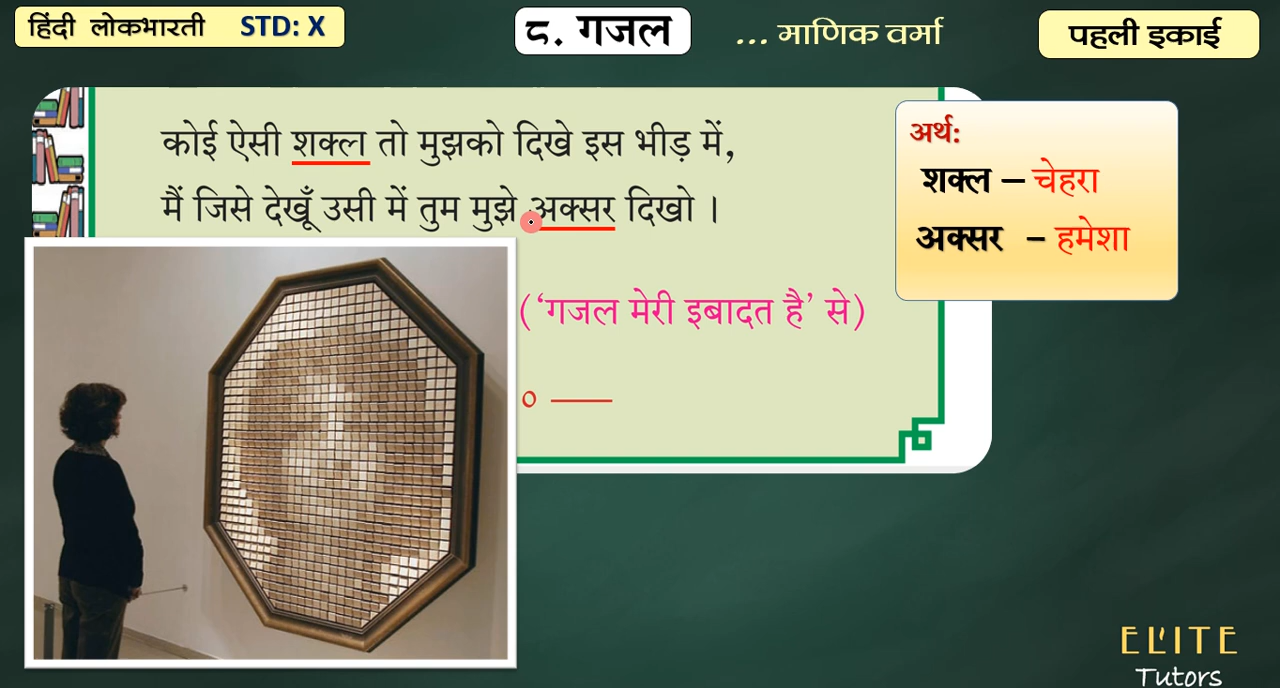 हिंदी लोकभारती STD: X
८. गजल
... माणिक वर्मा
पहली इकाई
कोई ऐसी शक्ल तो मुझको दिखे इस भीड़ में,
मैं जिसे देखूँ उसी में तुम मुझे अक्सर दिखो ।
(‘गजल मेरी इबादत है’ से)
० ——
अर्थ:
शक्ल – चेहरा
अक्सर – हमेशा
ELITE
Tutors